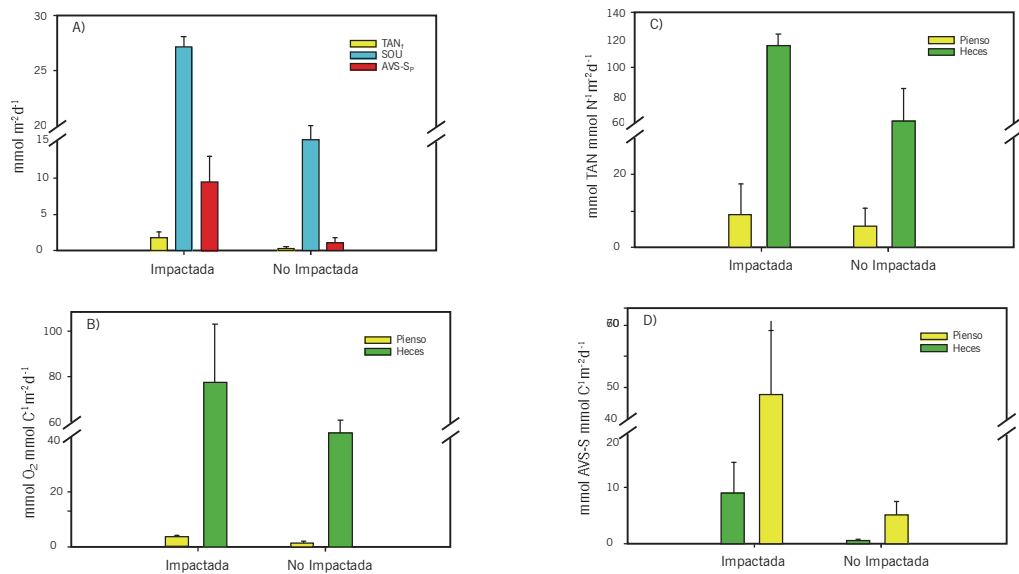 A)
TAN_f
SOU
AVS-S_P
30
25
20
15
10
5
0
mmol m⁻²d⁻¹
Impactada No Impactada
C)
Pienso
Heces
140
120
100
80
60
20
0
mmol TAN mmol N⁻¹m⁻²d⁻¹
Impactada No Impactada
B)
Pienso
Heces
100
80
60
40
20
0
mmol O₂ mmol C⁻¹m⁻²d⁻¹
Impactada No Impactada
D)
Pienso
Heces
60
50
40
20
10
0
mmol AVS-S mmol C⁻¹m⁻²d⁻¹
Impactada No Impactada